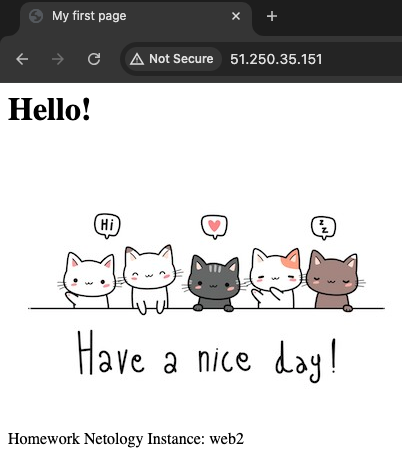 My first page
Not Secure 51.250.35.151
Hello!
Hi
z
z
Have a nice day!
Homework Netology Instance: web2